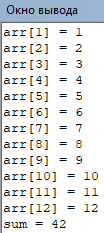 Окно вывода
arr[1] = 1
arr[2] = 2
arr[3] = 3
arr[4] = 4
arr[5] = 5
arr[6] = 6
arr[7] = 7
arr[8] = 8
arr[9] = 9
arr[10] = 10
arr[11] = 11
arr[12] = 12
sum = 42